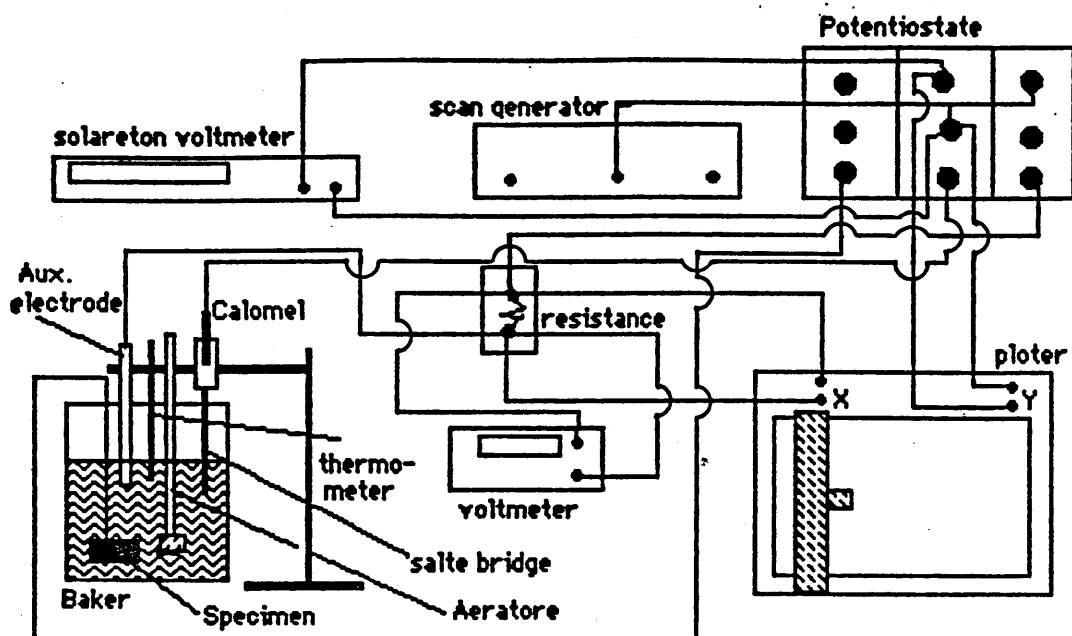 Potentiostate
scan generator
solareton voltmeter
Aux.
electrode
Calomel
resistance
ploter
X
Y
thermo-
meter
voltmeter
salte bridge
Baker
Specimen
Aeratore